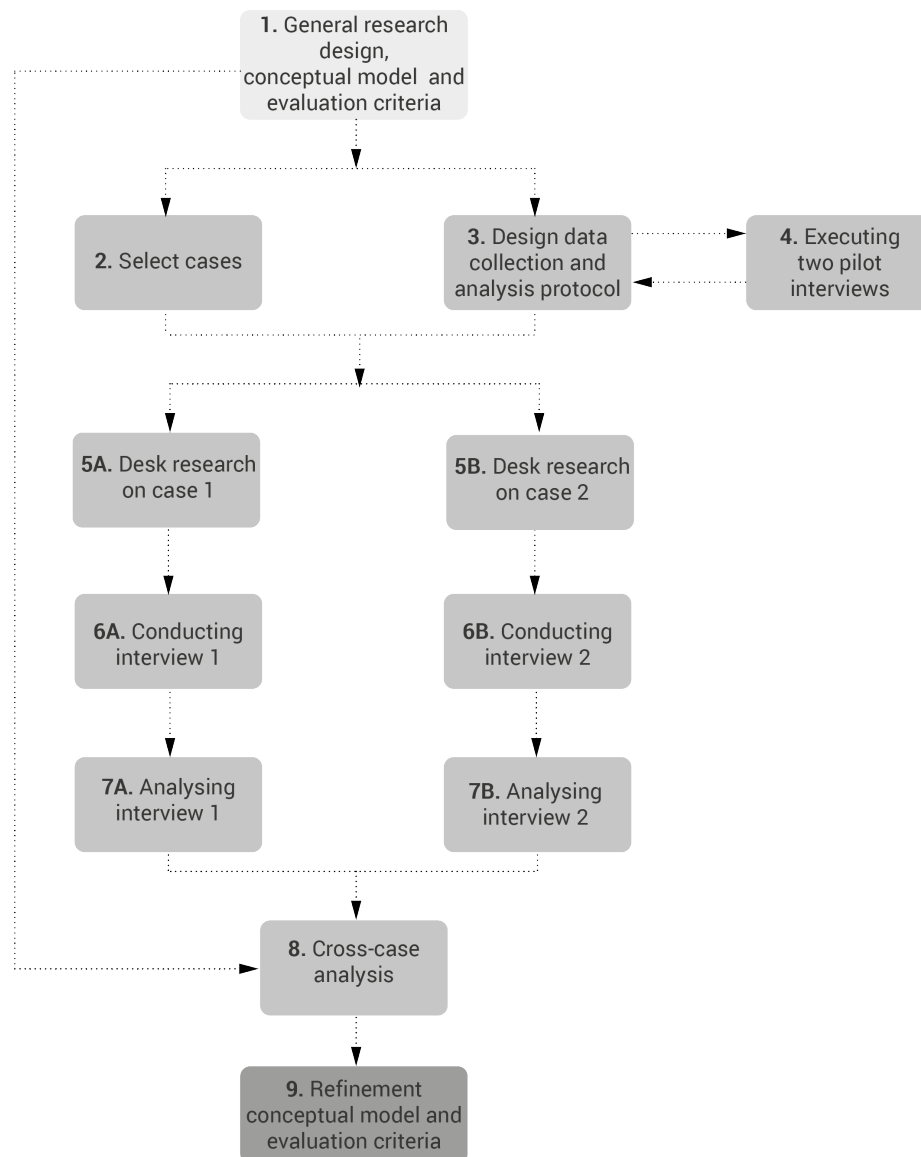 1. General research
design,
conceptual model and
evaluation criteria
2. Select cases
3. Design data
collection and
analysis protocol
4. Executing
two pilot
interviews
5A. Desk research
on case 1
5B. Desk research
on case 2
6A. Conducting
interview 1
6B. Conducting
interview 2
7A. Analysing
interview 1
7B. Analysing
interview 2
8. Cross-case
analysis
9. Refinement
conceptual model and
evaluation criteria